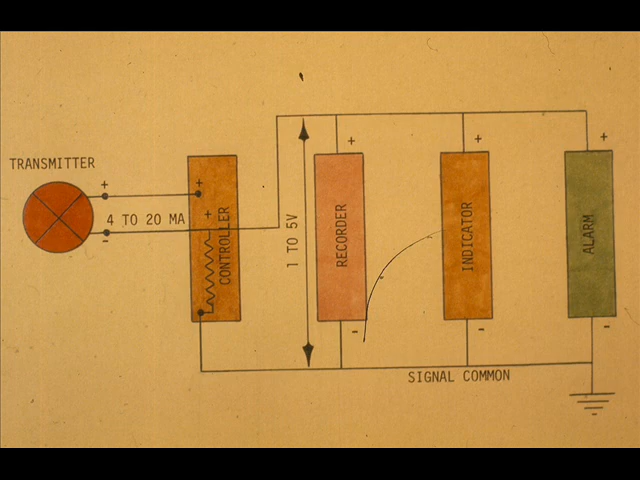 TRANSMITTER
+
4 TO 20 MA
-
+
+
CONTROLLER
1 TO 5V
+
RECORDER
-
+
INDICATOR
-
+
ALARM
-
SIGNAL COMMON